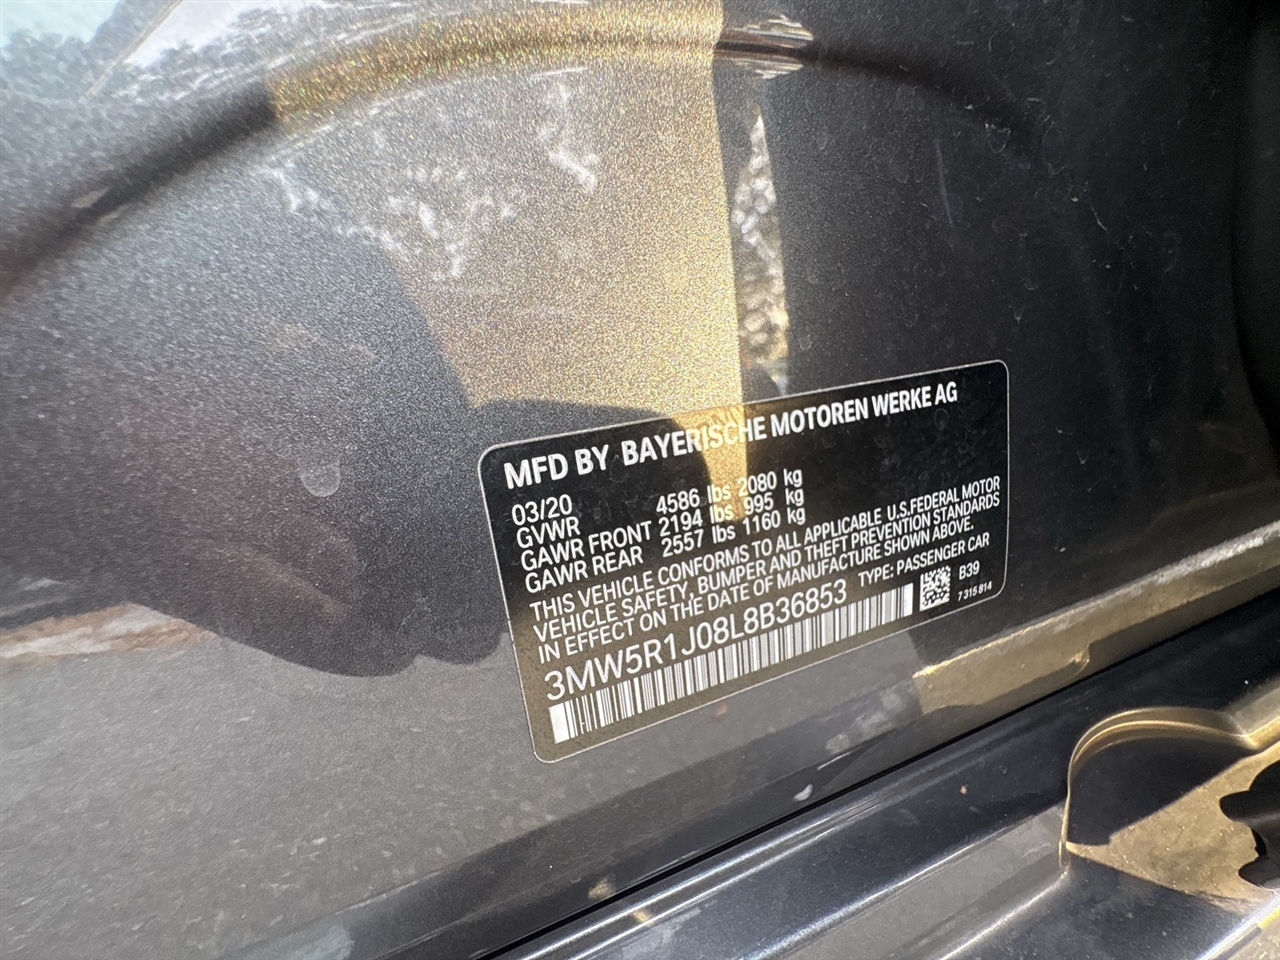 MFD BY BAYERISCHE MOTOREN WERKE AG
03/20
GVWR 4586 lbs 2080 kg
GAWR FRONT 2194 lbs 995 kg
GAWR REAR 2557 lbs 1160 kg
THIS VEHICLE CONFORMS TO ALL APPLICABLE U.S.FEDERAL MOTOR
VEHICLE SAFETY, BUMPER AND THEFT PREVENTION STANDARDS
IN EFFECT ON THE DATE OF MANUFACTURE SHOWN ABOVE.
3MW5R1J08L8B36853 TYPE: PASSENGER CAR
B39
7 315 814